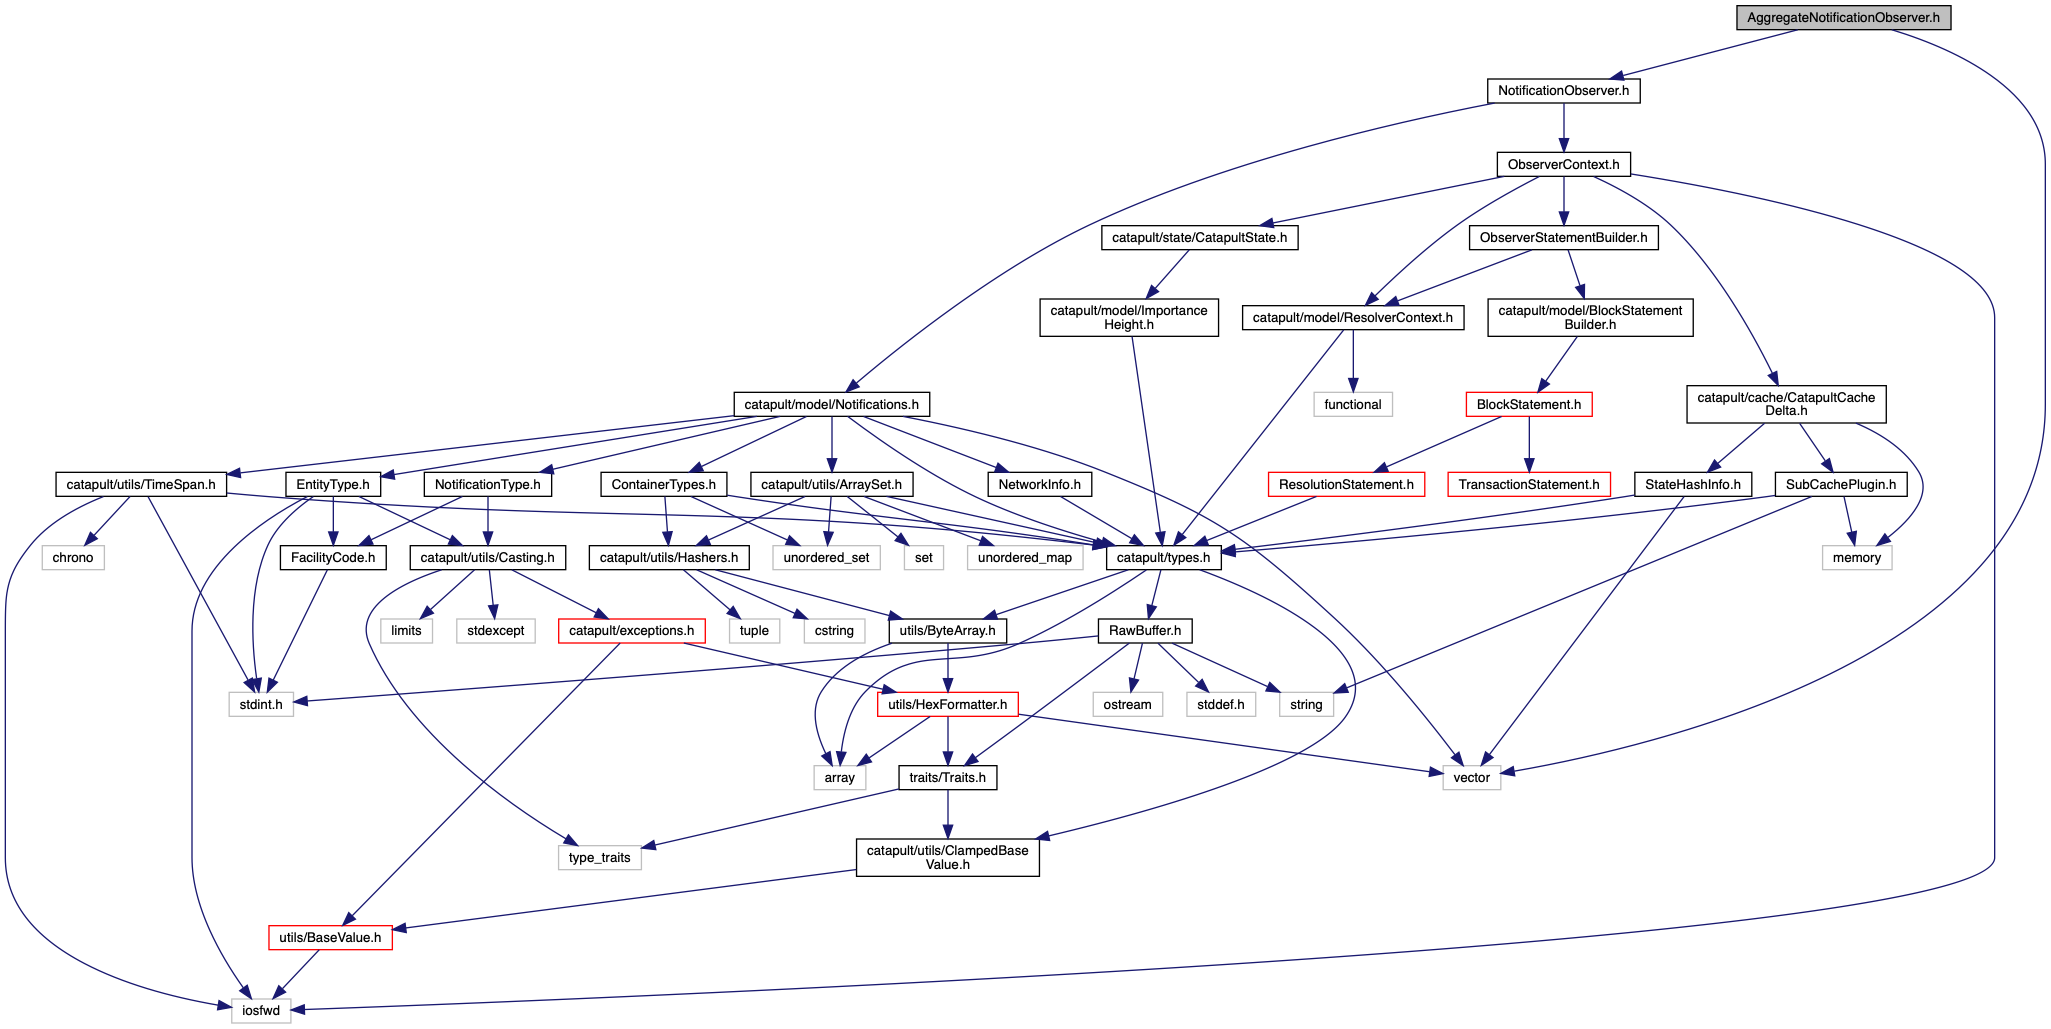 AggregateNotificationObserver.h
NotificationObserver.h
ObserverContext.h
catapult/state/CatapultState.h
ObserverStatementBuilder.h
catapult/model/Importance
Height.h
catapult/model/ResolverContext.h
catapult/model/BlockStatement
Builder.h
catapult/model/Notifications.h
functional
BlockStatement.h
catapult/cache/CatapultCache
Delta.h
catapult/utils/TimeSpan.h
EntityType.h
NotificationType.h
ContainerTypes.h
catapult/utils/ArraySet.h
NetworkInfo.h
ResolutionStatement.h
TransactionStatement.h
StateHashInfo.h
SubCachePlugin.h
chrono
FacilityCode.h
catapult/utils/Casting.h
catapult/utils/Hashers.h
unordered_set
set
unordered_map
catapult/types.h
memory
limits
stdexcept
catapult/exceptions.h
tuple
cstring
utils/ByteArray.h
RawBuffer.h
stdint.h
utils/HexFormatter.h
ostream
stddef.h
string
array
traits/Traits.h
vector
type_traits
catapult/utils/ClampedBase
Value.h
utils/BaseValue.h
iosfwd